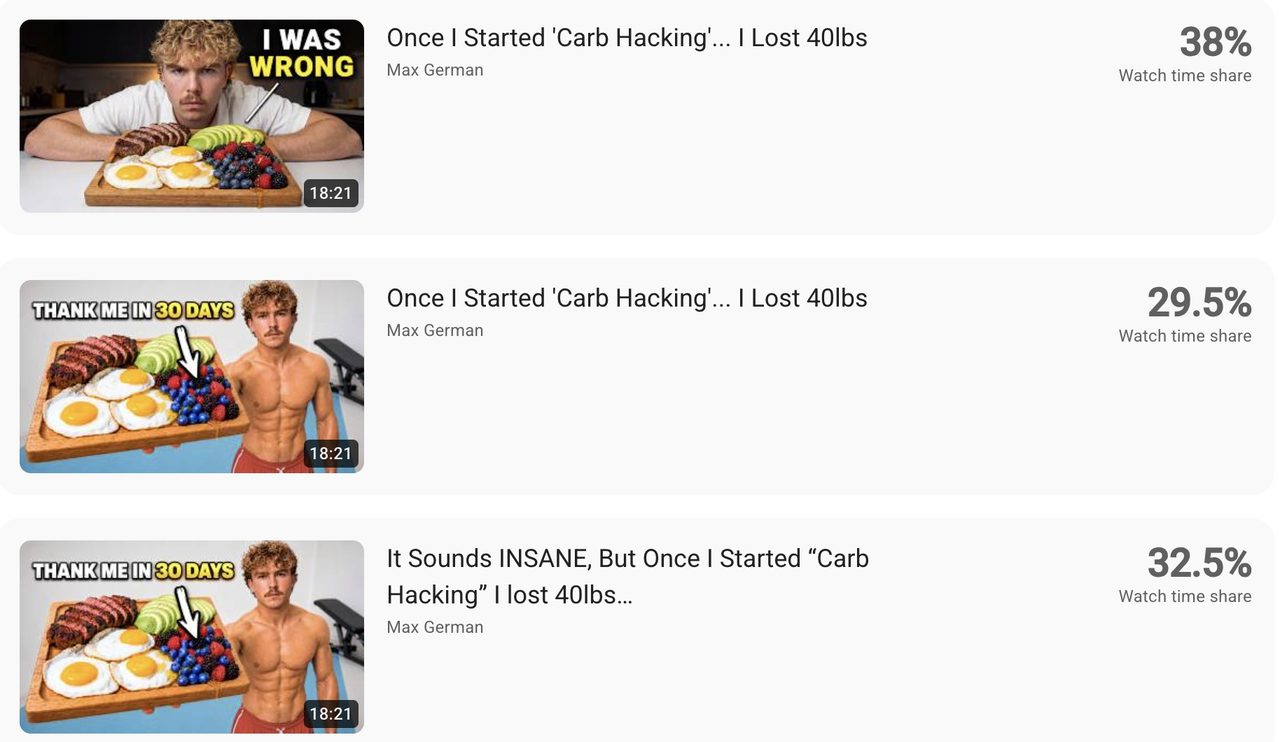 I WAS
WRONG
18:21
Once I Started 'Carb Hacking'... I Lost 40lbs
Max German
38%
Watch time share
THANK ME IN 30 DAYS
18:21
Once I Started 'Carb Hacking'... I Lost 40lbs
Max German
29.5%
Watch time share
THANK ME IN 30 DAYS
18:21
It Sounds INSANE, But Once I Started “Carb
Hacking” I lost 40lbs...
Max German
32.5%
Watch time share